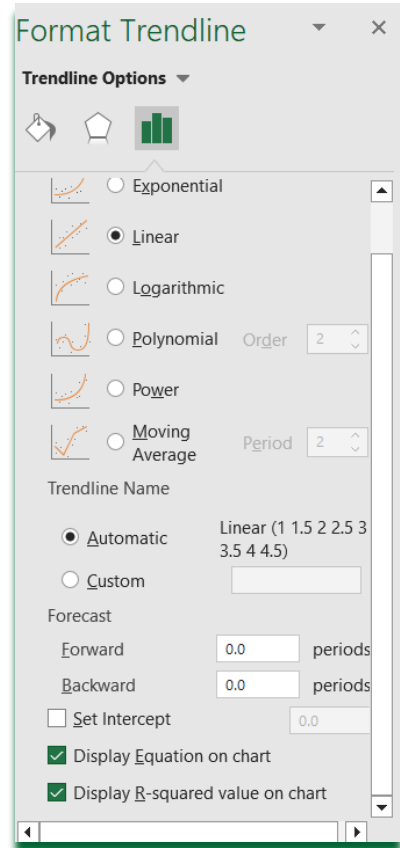 Format Trendline
Trendline Options
Exponential
Linear
Logarithmic
Polynomial Order 2
Power
Moving
Average Period 2
Trendline Name
Automatic Linear (1 1.5 2 2.5 3
3.5 4 4.5)
Custom
Forecast
Forward 0.0 periods
Backward 0.0 periods
Set Intercept 0.0
Display Equation on chart
Display R-squared value on chart